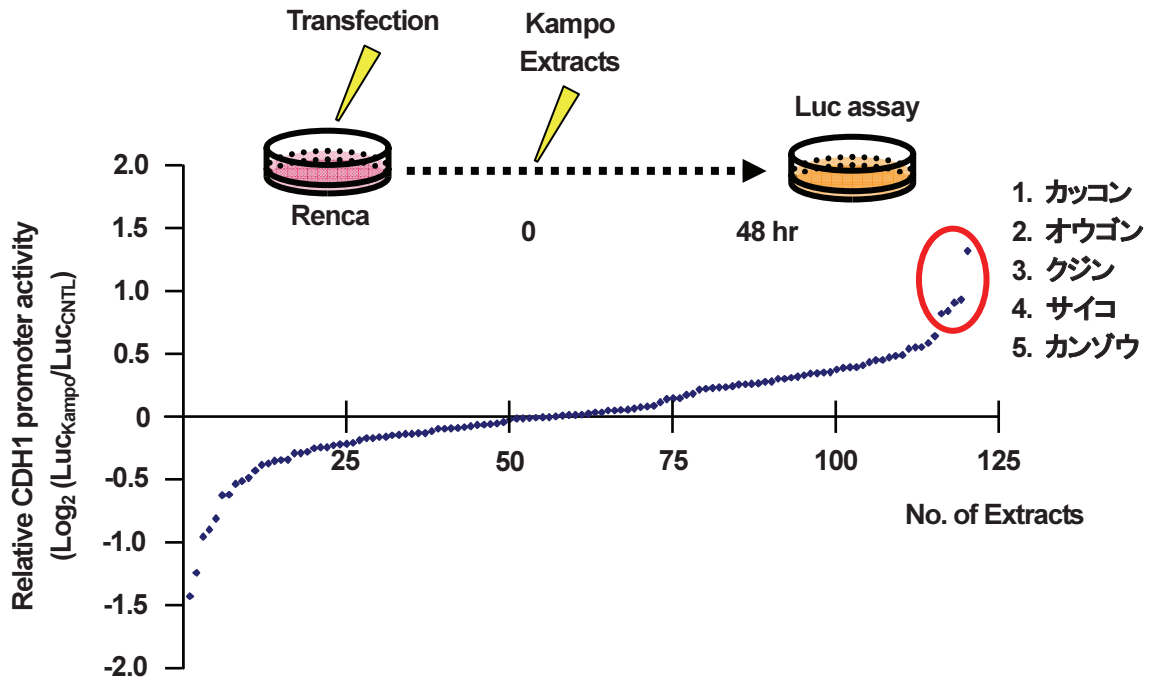 Transfection
Kampo
Extracts
Luc assay
Renca
0
48 hr
1. カッコン
2. オウゴン
3. クジン
4. サイコ
5. カンゾウ
Relative CDH1 promoter activity
(Log2 (LucKampo/LucCNTL)
2.0
1.5
1.0
0.5
0
-0.5
-1.0
-1.5
-2.0
25
50
75
100
125
No. of Extracts